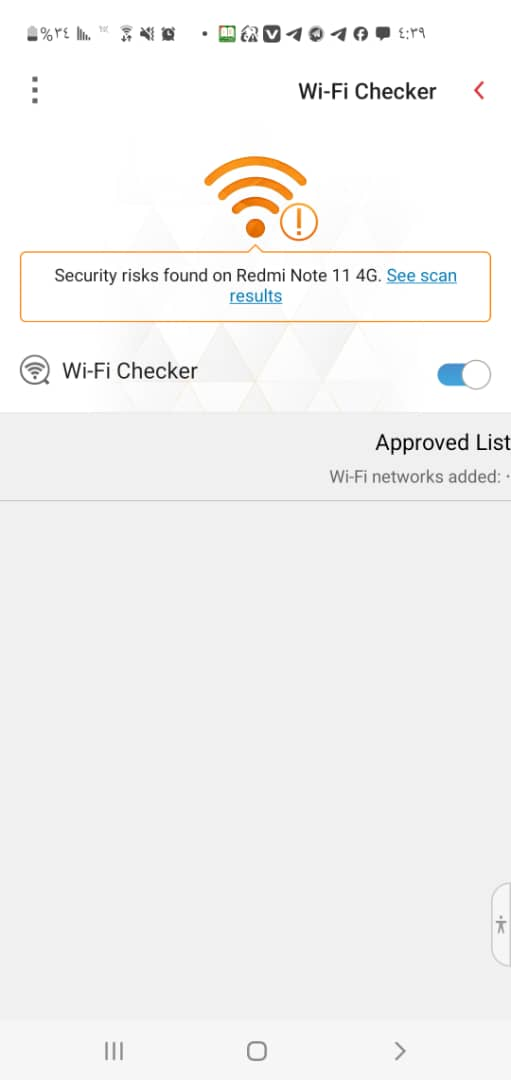 %٣٤ ٤:٣٩
Wi-Fi Checker
Security risks found on Redmi Note 11 4G. See scan
results
Wi-Fi Checker
Approved List
Wi-Fi networks added: ٠